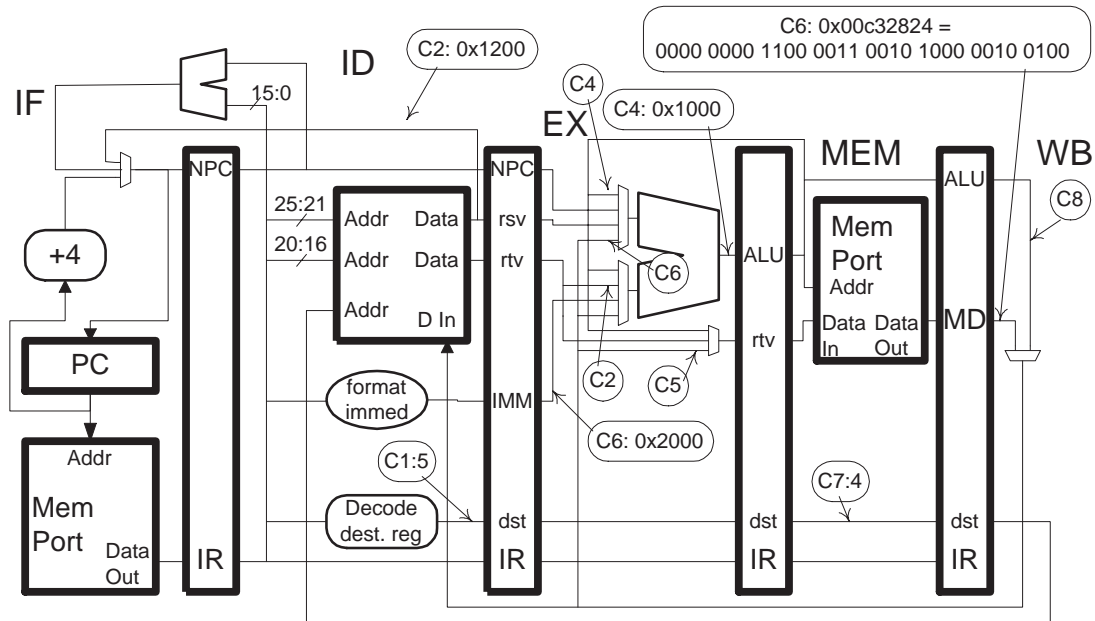 C6: 0x00c32824 =
0000 0000 1100 0011 0010 1000 0010 0100
C2: 0x1200
ID
IF
15:0
C4
C4: 0x1000
EX
MEM
WB
NPC
NPC
ALU
C8
25:21
Addr
Data
rsv
Mem
Port
+4
20:16
Addr
Data
rtv
C6
ALU
Addr
Addr
D In
Data
In
Data
Out
MD
PC
rtv
C2
C5
format
immed
IMM
Addr
C6: 0x2000
C1:5
C7:4
Mem
Port
Decode
dest. reg
dst
dst
dst
Data
Out
IR
IR
IR
IR